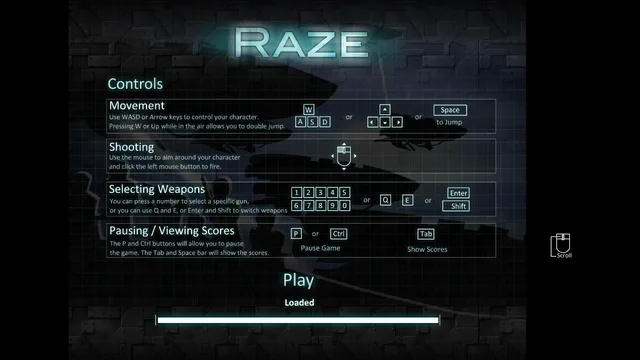 RAZE
Controls
Movement
Use WASD or Arrow keys to control your character.
Pressing W or Up while in the air allows you to double jump.
W
A S D
or
or
Space
to Jump
Shooting
Use the mouse to aim around your character
and click the left mouse button to fire.
Selecting Weapons
You can press a number to select a specific gun,
or you can use Q and E, or Enter and Shift to switch weapons
1 2 3 4 5
6 7 8 9 0
or
Q
E
or
Enter
Shift
Pausing / Viewing Scores
The P and Ctrl buttons will allow you to pause
the game. The Tab and Space bar will show the scores.
P or Ctrl
Pause Game
Tab
Show Scores
Scroll
Play
Loaded